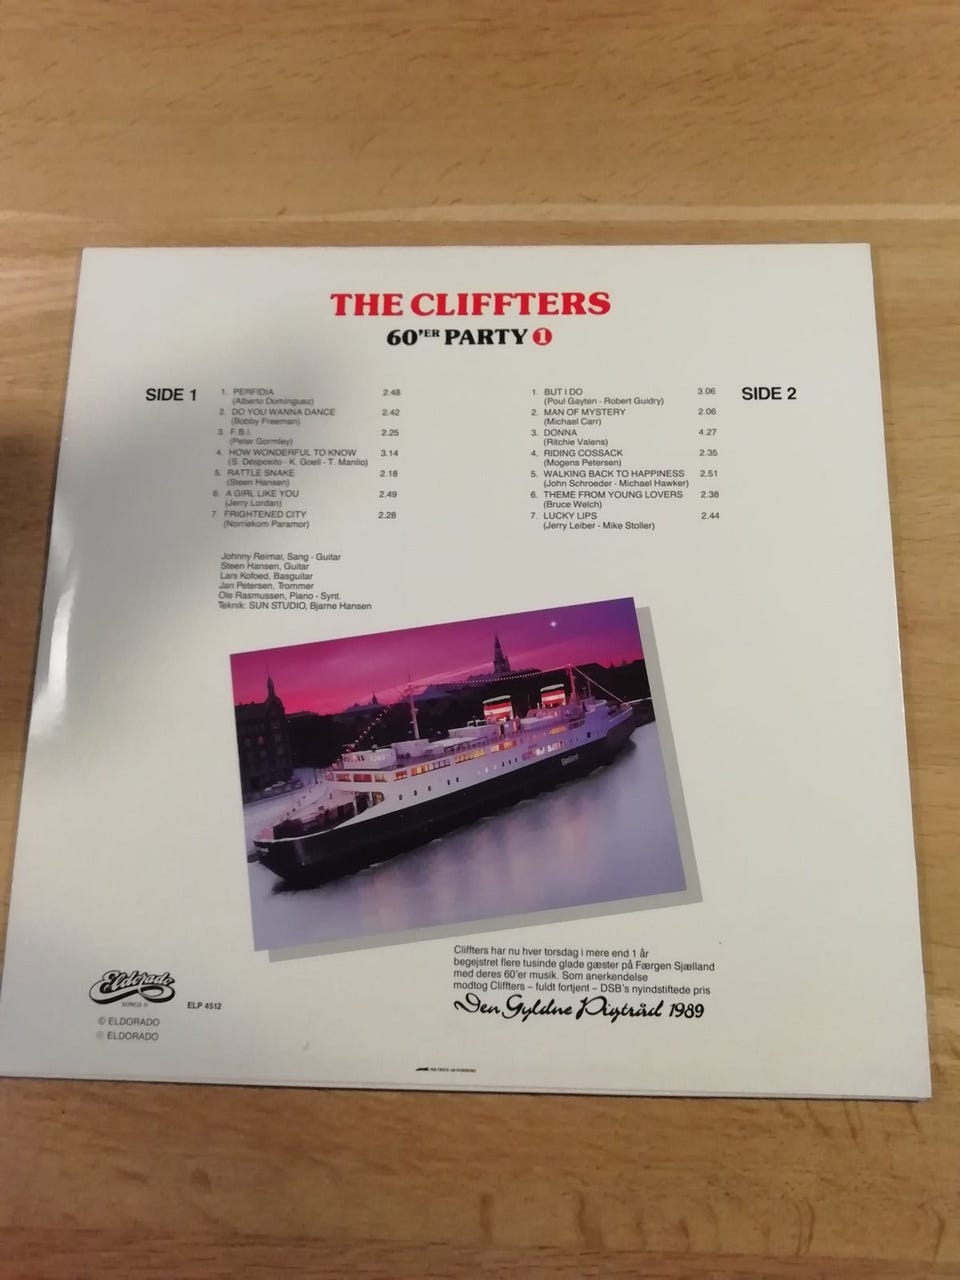 THE CLIFFTERS
60'ER PARTY 1
SIDE 1
1. PERFIDIA 2.48
(Alberto Dominguez)
2. DO YOU WANNA DANCE 2.42
(Bobby Freeman)
3. F.B.I. 2.25
(Peter Gormley)
4. HOW WONDERFUL TO KNOW 3.14
(S. Désposito - K. Goell - T. Manlio)
5. RATTLE SNAKE 2.18
(Steen Hansen)
6. A GIRL LIKE YOU 2.49
(Jerry Lordan)
7. FRIGHTENED CITY 2.28
(Norriekom Paramor)
SIDE 2
1. BUT I DO 3.06
(Poul Gayten - Robert Guidry)
2. MAN OF MYSTERY 2.06
(Michael Carr)
3. DONNA 4.27
(Ritchie Valens)
4. RIDING COSSACK 2.35
(Mogens Petersen)
5. WALKING BACK TO HAPPINESS 2.51
(John Schroeder - Michael Hawker)
6. THEME FROM YOUNG LOVERS 2.38
(Bruce Welch)
7. LUCKY LIPS 2.44
(Jerry Leiber - Mike Stoller)
Johnny Reimar, Sang - Guitar
Steen Hansen, Guitar
Lars Kofoed, Basguitar
Jan Petersen, Trommer
Ole Rasmussen, Piano - Synt.
Teknik: SUN STUDIO, Bjarne Hansen
Cliffters har nu hver torsdag i mere end 1 år
begejstret flere tusinde glade gæster på Færgen Sjælland
med deres 60'er musik. Som anerkendelse
modtog Cliffters – fuldt fortjent – DSB's nyindstiftede pris
Den Gyldne Pigtråd 1989
Eldorado
SONGS
ELP 4512
© ELDORADO
℗ ELDORADO